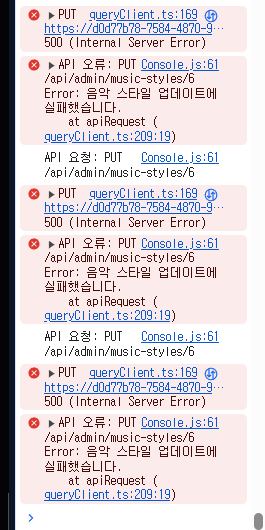 PUT queryClient.ts:169
https://d0d77b78-7584-4870-9…
500 (Internal Server Error)
API 오류: PUT Console.js:61
/api/admin/music-styles/6
Error: 음악 스타일 업데이트에
실패했습니다.
at apiRequest (
queryClient.ts:209:19)
API 요청: PUT Console.js:61
/api/admin/music-styles/6
PUT queryClient.ts:169
https://d0d77b78-7584-4870-9…
500 (Internal Server Error)
API 오류: PUT Console.js:61
/api/admin/music-styles/6
Error: 음악 스타일 업데이트에
실패했습니다.
at apiRequest (
queryClient.ts:209:19)
API 요청: PUT Console.js:61
/api/admin/music-styles/6
PUT queryClient.ts:169
https://d0d77b78-7584-4870-9…
500 (Internal Server Error)
API 오류: PUT Console.js:61
/api/admin/music-styles/6
Error: 음악 스타일 업데이트에
실패했습니다.
at apiRequest (
queryClient.ts:209:19)